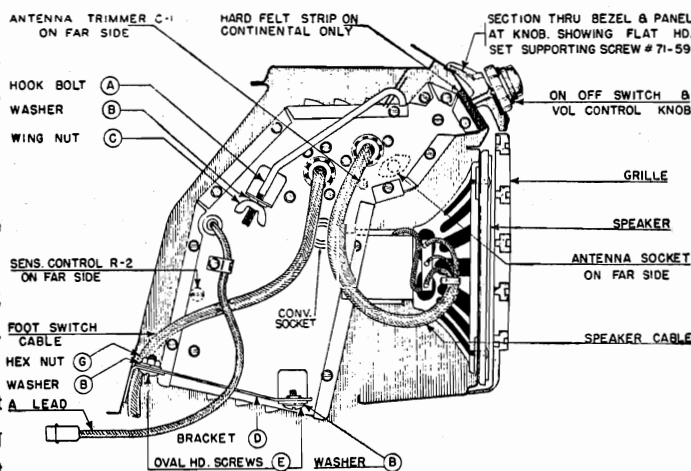 ANTENNA TRIMMER C-1
ON FAR SIDE
HARD FELT STRIP ON
CONTINENTAL ONLY
SECTION THRU BEZEL & PANEL
AT KNOB. SHOWING FLAT HD.
SET SUPPORTING SCREW #71-59
HOOK BOLT A
WASHER B
WING NUT C
ON OFF SWITCH &
VOL CONTROL KNOB
GRILLE
SPEAKER
ANTENNA SOCKET
ON FAR SIDE
SENS. CONTROL R-2
ON FAR SIDE
CONV.
SOCKET
FOOT SWITCH
CABLE
SPEAKER CABLE
HEX NUT G
WASHER B
A LEAD
BRACKET D
OVAL HD. SCREWS E
WASHER B